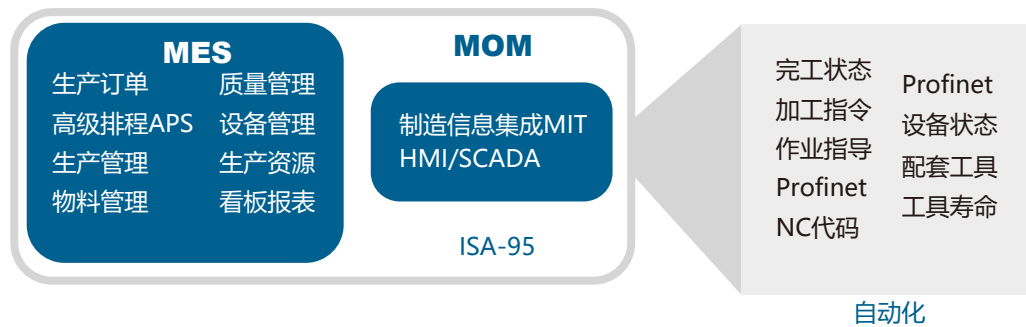 MES
生产订单
高级排程APS
生产管理
物料管理
质量管理
设备管理
生产资源
看板报表
MOM
制造信息集成MIT
HMI/SCADA
ISA-95
完工状态
加工指令
作业指导
Profinet
NC代码
Profinet
设备状态
配套工具
工具寿命
自动化